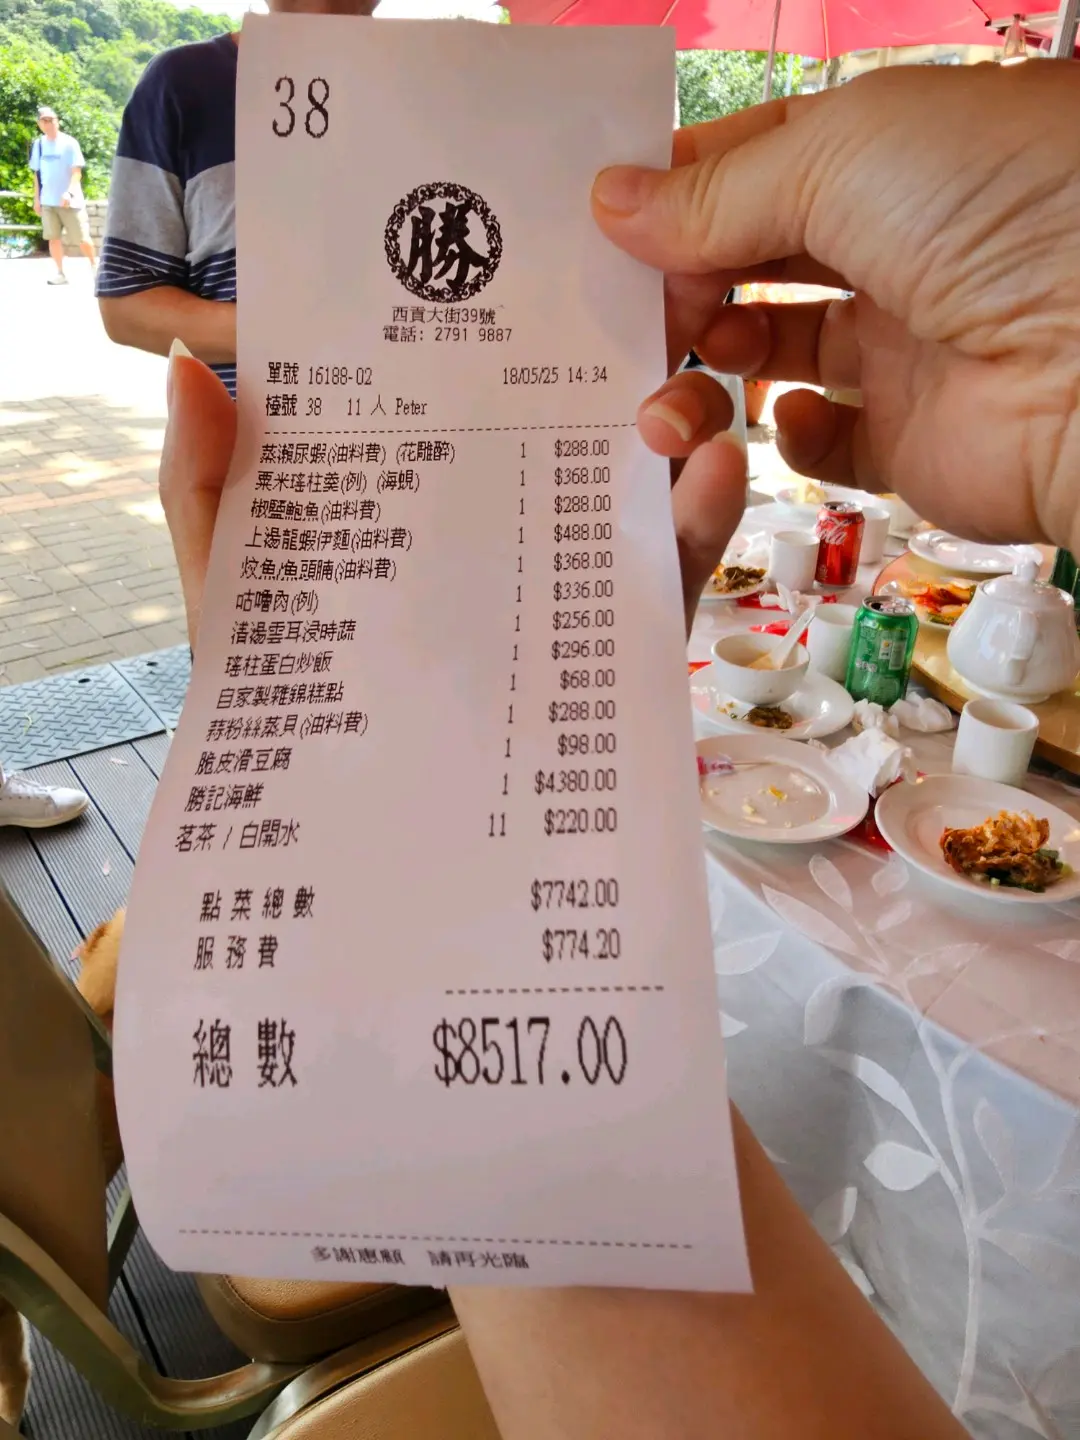 38
勝
西貢大街39號
電話: 2791 9887
單號 16188-02 18/05/25 14:34
檯號 38 11 人 Peter
蒸瀨尿蝦(油料費) (花雕醉) 1 $288.00
粟米瑤柱羹(例) (海蜆) 1 $368.00
椒鹽鮑魚(油料費) 1 $288.00
上湯龍蝦伊麵(油料費) 1 $488.00
炆魚/魚頭腩(油料費) 1 $368.00
咕嚕肉(例) 1 $336.00
清湯雲耳浸時蔬 1 $256.00
瑤柱蛋白炒飯 1 $296.00
自家製雜錦糕點 1 $68.00
蒜粉絲蒸貝(油料費) 1 $288.00
脆皮滑豆腐 1 $98.00
勝記海鮮 1 $4380.00
茗茶 / 白開水 11 $220.00
點菜總數 $7742.00
服務費 $774.20
總數 $8517.00
多謝惠顧 請再光臨